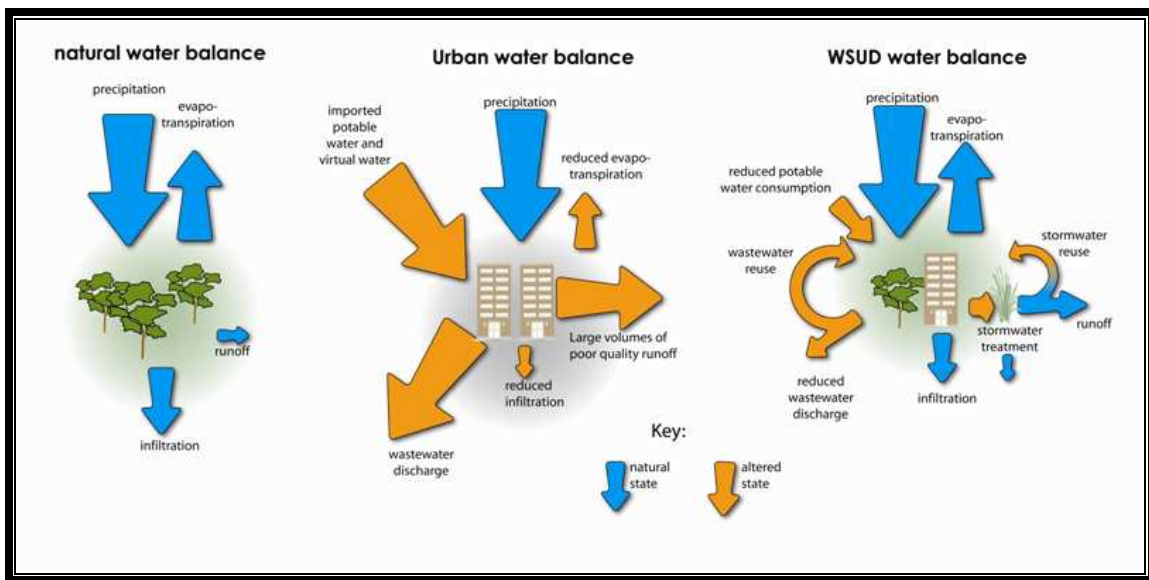 natural water balance
precipitation
evapo-
transpiration
runoff
infiltration
Urban water balance
precipitation
imported
potable
water and
virtual water
reduced evapo-
transpiration
Large volumes of
poor quality runoff
reduced
infiltration
wastewater
discharge
WSUD water balance
precipitation
evapo-
transpiration
reduced potable
water consumption
wastewater
reuse
stormwater
reuse
runoff
stormwater
treatment
reduced
wastewater
discharge
infiltration
Key:
natural
state
altered
state